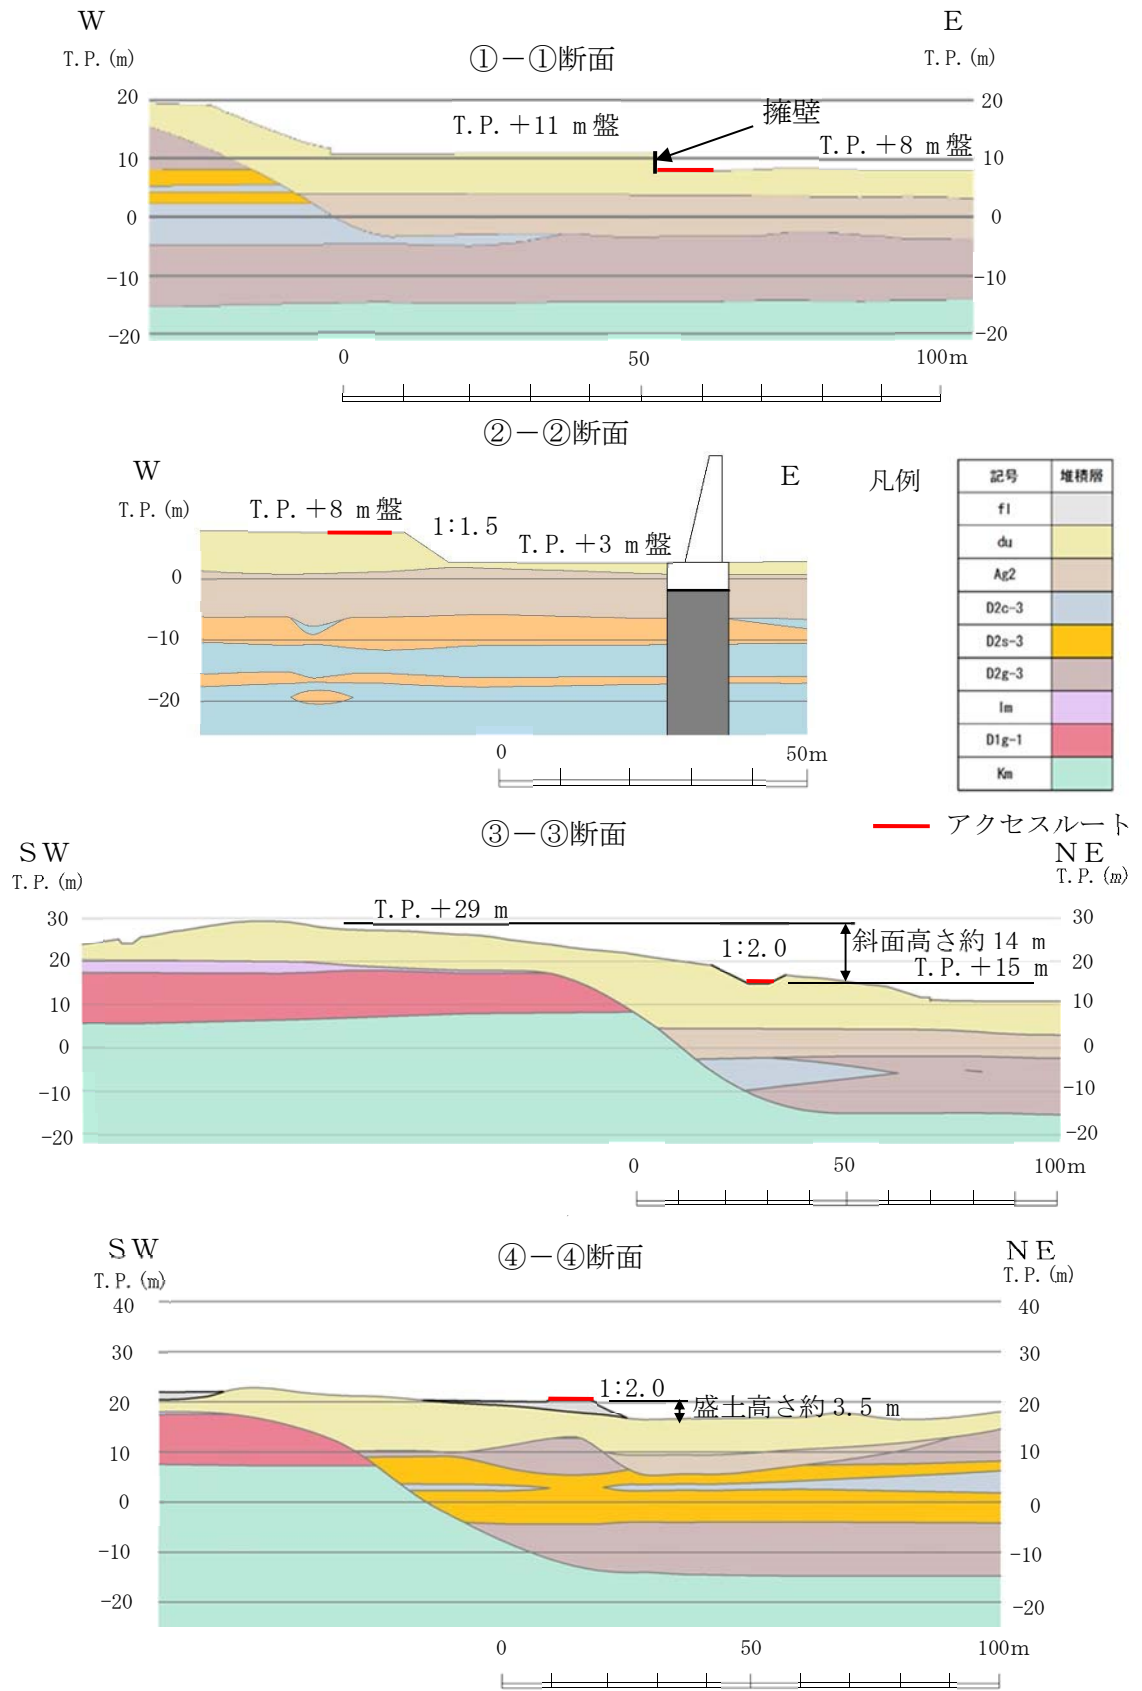 W
E
T.P.(m)
①－①断面
T.P.(m)
20
20
T.P.＋11 m盤
擁壁
T.P.＋8 m盤
10
10
0
0
-10
-10
-20
-20
0
50
100m
②－②断面
W
E
凡例
T.P.(m)
T.P.＋8 m盤
1:1.5
T.P.＋3 m盤
0
-10
-20
0
50m
記号 堆積層
fl
du
Ag2
D2c-3
D2s-3
D2g-3
lm
D1g-1
Km
アクセスルート
③－③断面
SW
NE
T.P.(m)
T.P.(m)
30
30
T.P.＋29 m
1:2.0
斜面高さ約14 m
T.P.＋15 m
20
20
10
10
0
0
-10
-10
-20
-20
0
50
100m
④－④断面
SW
NE
T.P.(m)
T.P.(m)
40
40
30
30
1:2.0
盛土高さ約3.5 m
20
20
10
10
0
0
-10
-10
-20
-20
0
50
100m